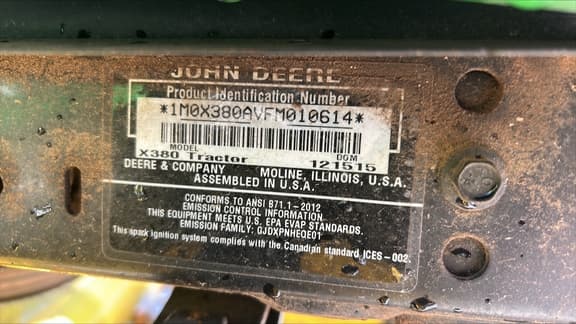 JOHN DEERE
Product Identification Number
*1M0X380AVFM010614*
MODEL DOM
X380 Tractor 121515
DEERE & COMPANY MOLINE, ILLINOIS, U.S.A.
ASSEMBLED IN U.S.A.
CONFORMS TO ANSI B71.1-2012
EMISSION CONTROL INFORMATION
THIS EQUIPMENT MEETS U.S. EPA EVAP STANDARDS.
EMISSION FAMILY: GJDXPNHEQE01
This spark ignition system complies with the Canadian standard ICES-002.